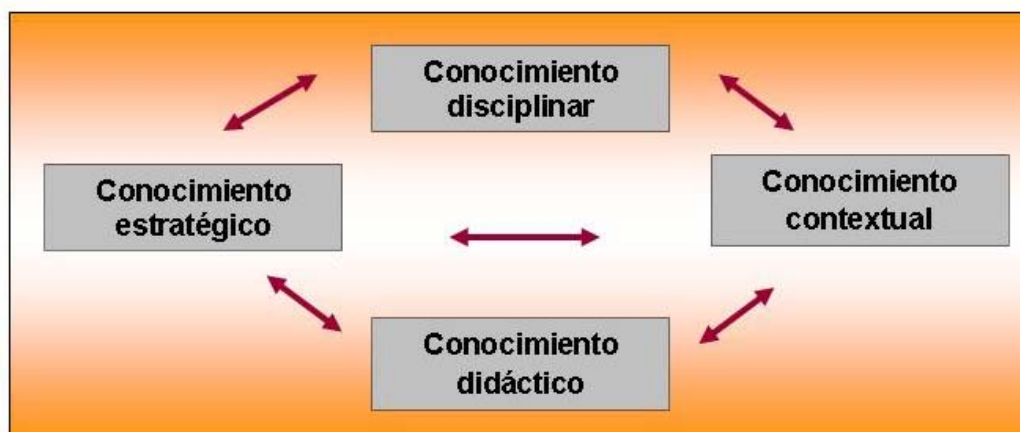 Conocimiento
disciplinar
Conocimiento
estratégico
Conocimiento
contextual
Conocimiento
didáctico